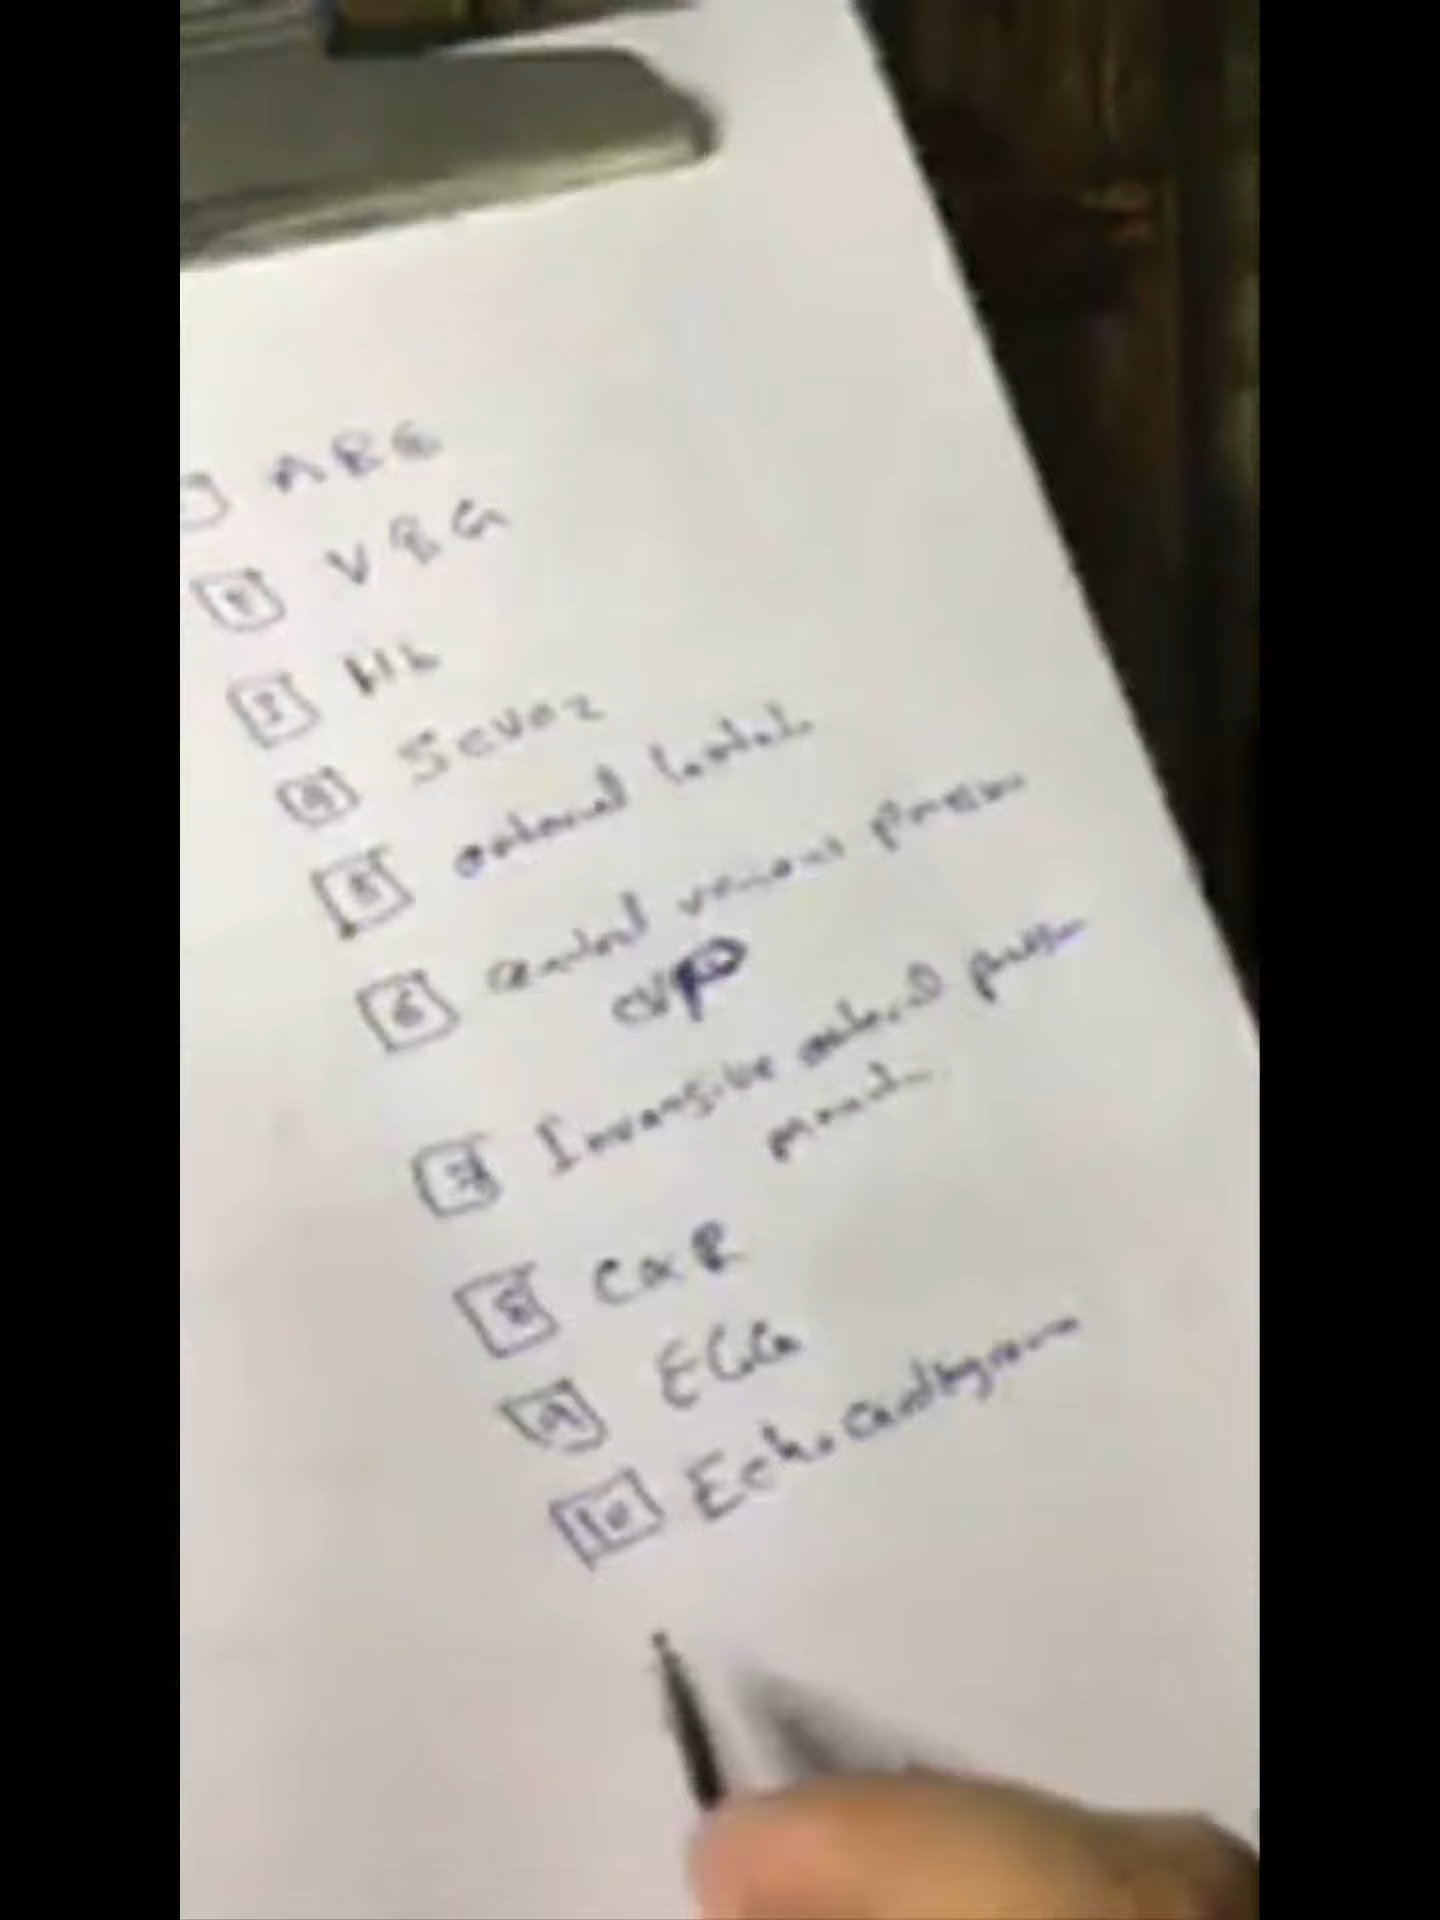 ABG
2 VBG
3 Hb
4 ScvO2
5 arterial lactate
6 central venous pressure
CVP
7 Invasive arterial pressure
monitor
8 CXR
9 ECG
10 Echocardiogram